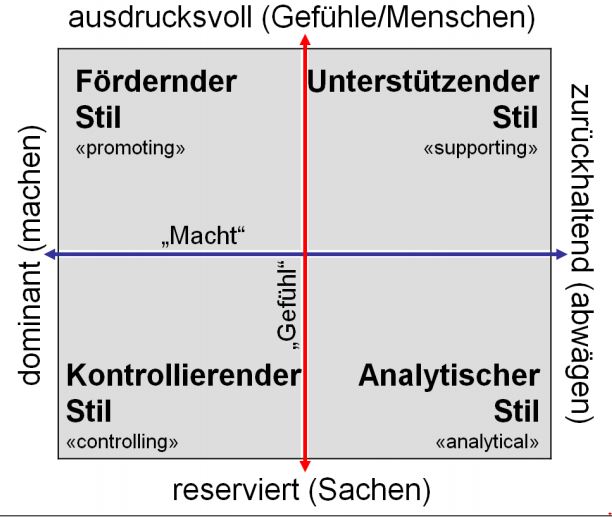 ausdrucksvoll (Gefühle/Menschen)
Fördernder
Stil
«promoting»
Unterstützender
Stil
«supporting»
dominant (machen)
zurückhaltend (abwägen)
„Macht“
„Gefühl“
Kontrollierender
Stil
«controlling»
Analytischer
Stil
«analytical»
reserviert (Sachen)